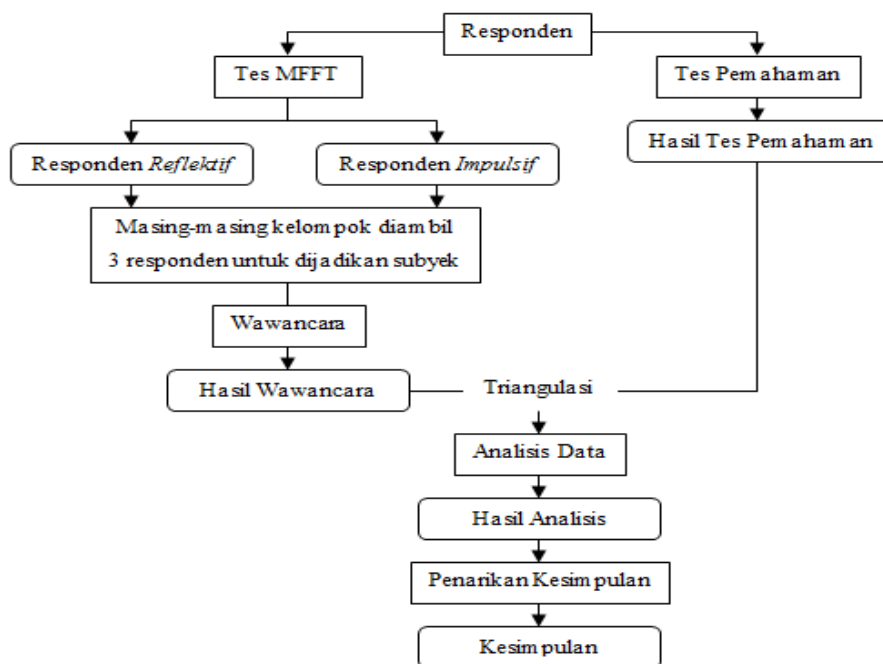 Responden
Tes MFFT
Tes Pemahaman
Responden Reflektif
Responden Impulsif
Hasil Tes Pemahaman
Masing-masing kelompok diambil
3 responden untuk dijadikan subyek
Wawancara
Hasil Wawancara
Triangulasi
Analisis Data
Hasil Analisis
Penarikan Kesimpulan
Kesimpulan